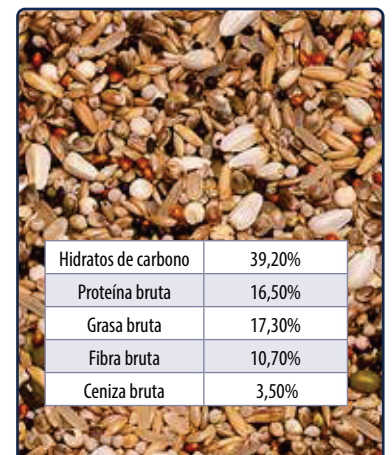 Hidratos de carbono 39,20%
Proteína bruta 16,50%
Grasa bruta 17,30%
Fibra bruta 10,70%
Ceniza bruta 3,50%